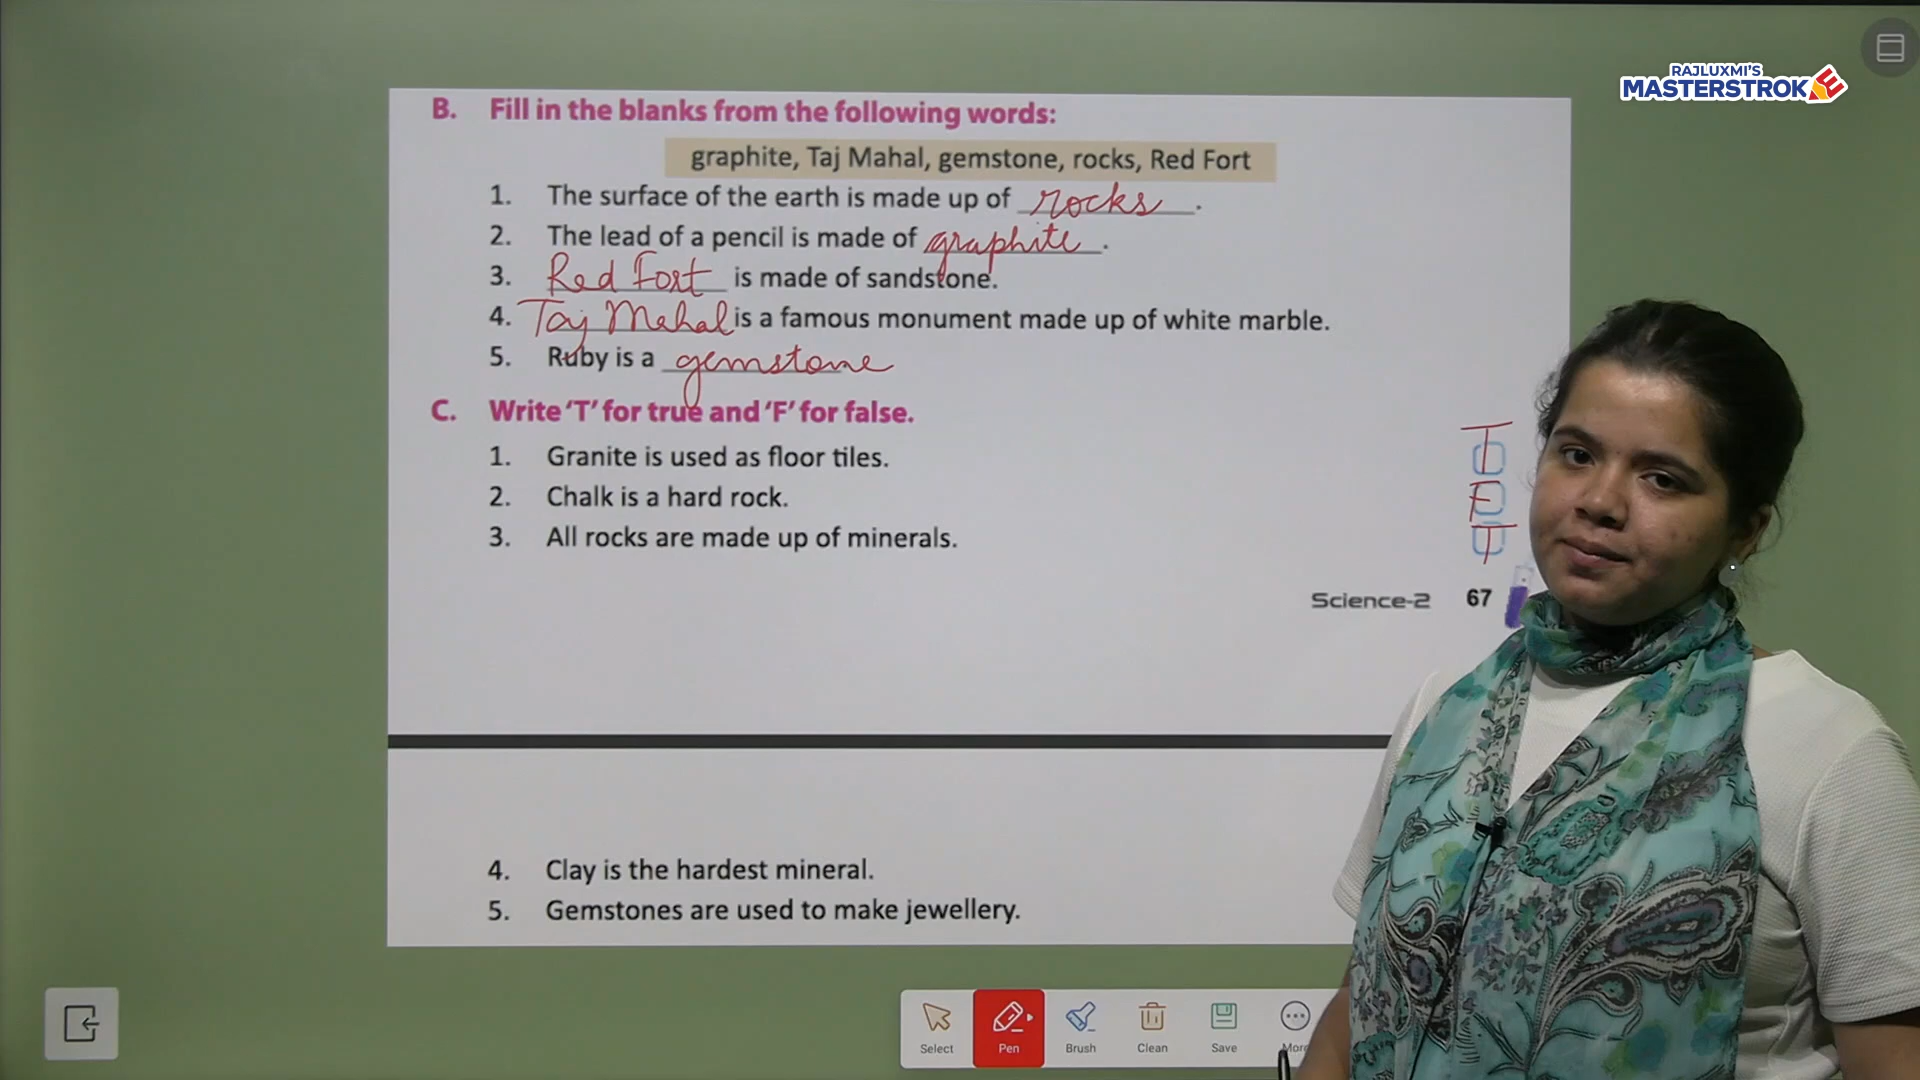 RAJLUXMI'S
MASTERSTROKE
B. Fill in the blanks from the following words:
graphite, Taj Mahal, gemstone, rocks, Red Fort
1. The surface of the earth is made up of rocks.
2. The lead of a pencil is made of graphite.
3. Red Fort is made of sandstone.
4. Taj Mahal is a famous monument made up of white marble.
5. Ruby is a gemstone
C. Write 'T' for true and 'F' for false.
1. Granite is used as floor tiles. T
2. Chalk is a hard rock. F
3. All rocks are made up of minerals. T
Science-2 67
4. Clay is the hardest mineral.
5. Gemstones are used to make jewellery.
Select Pen Brush Clean Save More